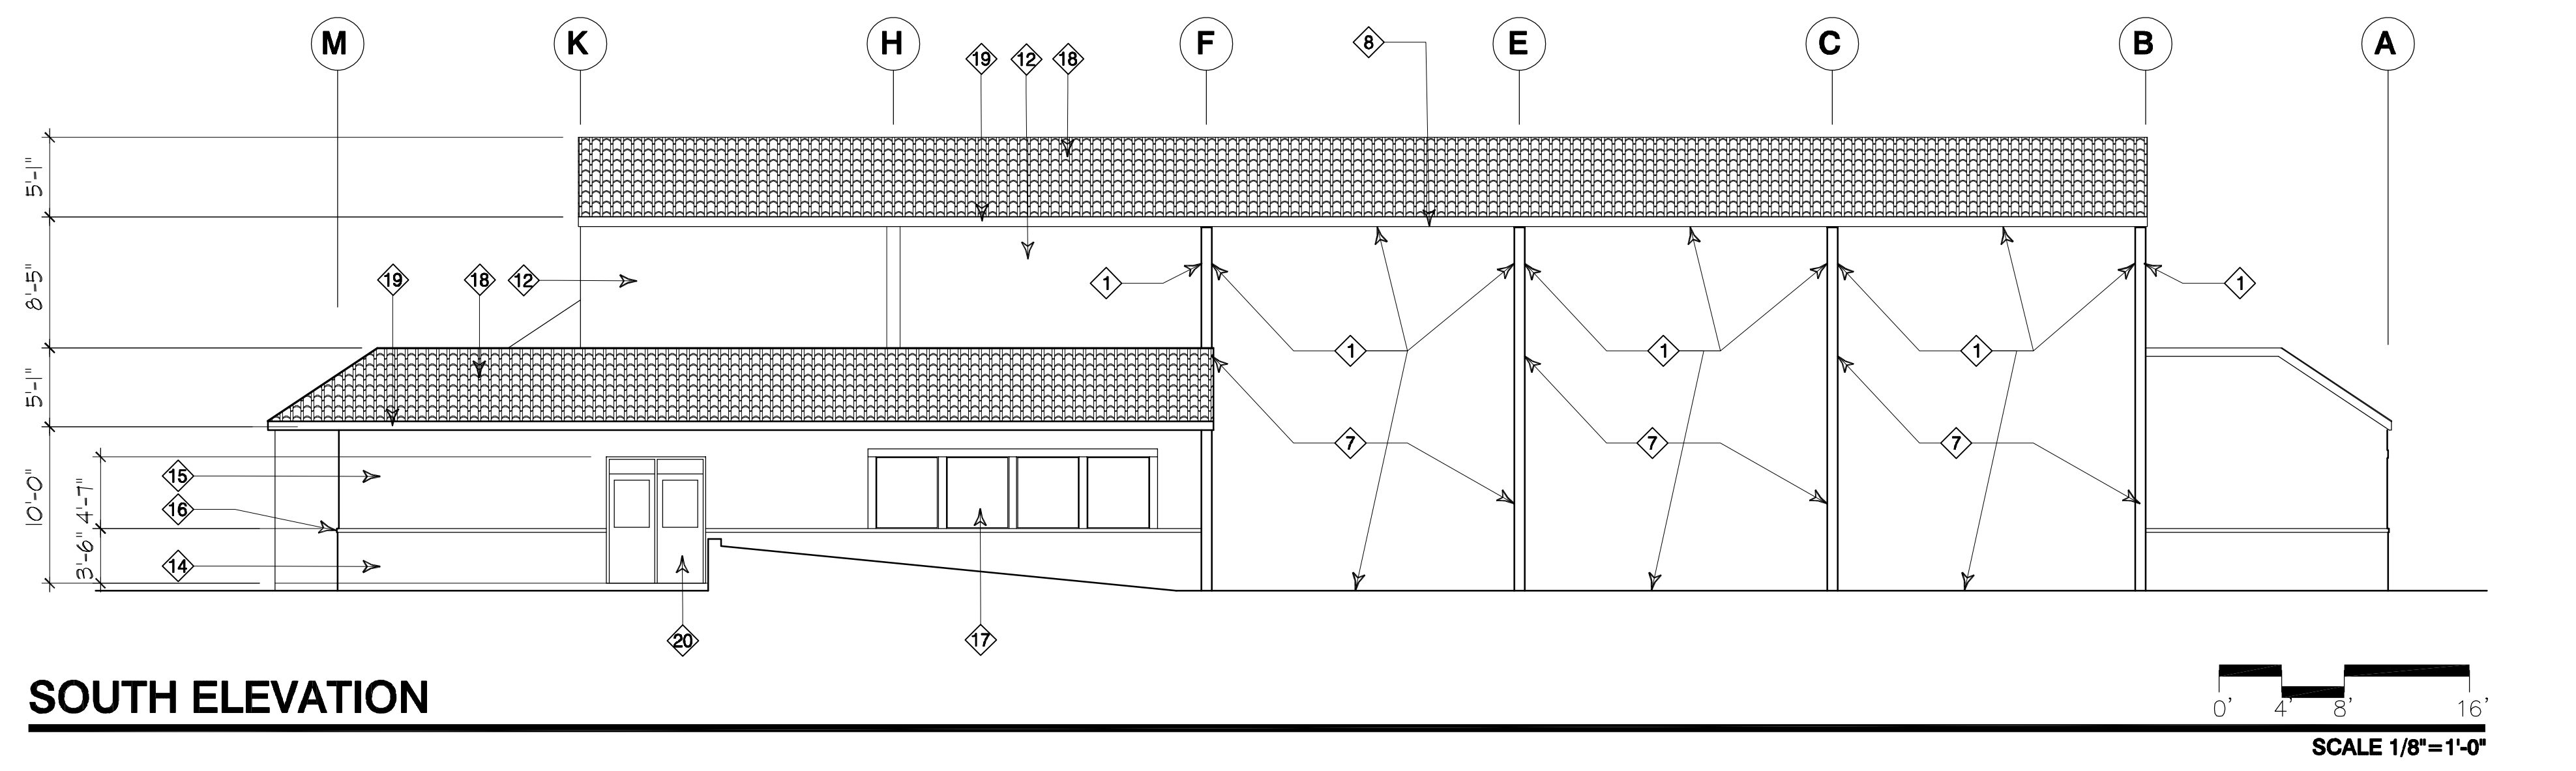 M K H F E C B A
19 12 18 8
5'-1"
8'-5"
19 18 12 1 1
1 1 1
5'-1"
7 7 7
10'-0"
4'-7"
3'-6"
15
16
14
20 17
SOUTH ELEVATION
0' 4' 8' 16'
SCALE 1/8"=1'-0"